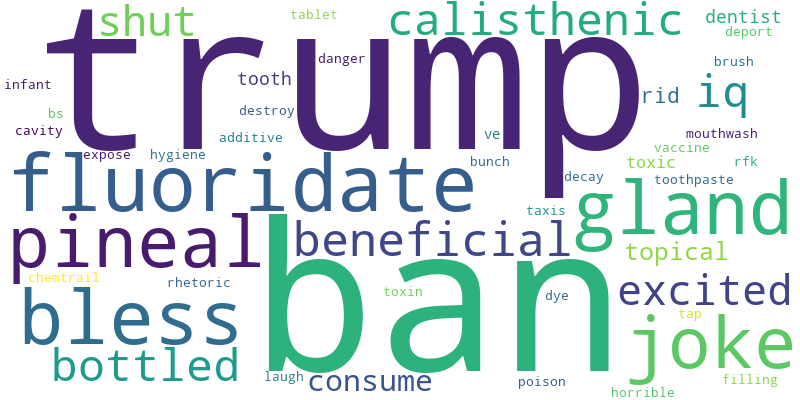 shut
tablet
calisthenic
dentist
deport
trump
danger
brush
infant
tooth
rid
iq
bs
destroy
cavity
additive
ve
mouthwash
expose
hygiene
bunch
vaccine
toxic
rfk
fluoridate
decay
toothpaste
gland
taxis
pineal
beneficial
topical
chemtrail
rhetoric
ban
toxin
dye
excited
bless
tap
joke
bottled
laugh
consume
poison
filling
horrible